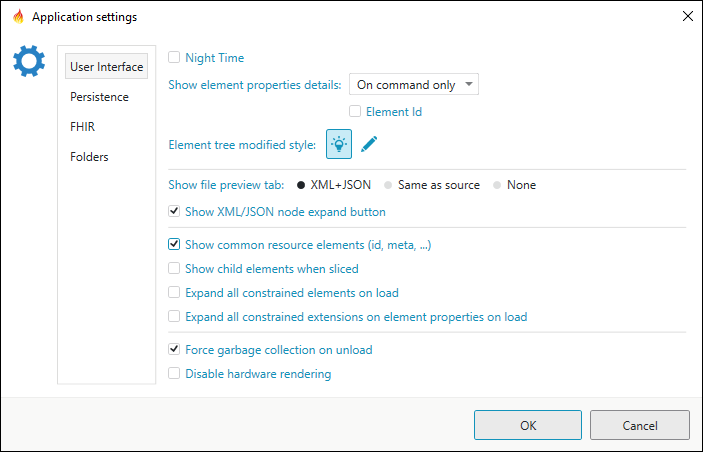 Application settings
User Interface
Persistence
FHIR
Folders
Night Time
Show element properties details: On command only
Element Id
Element tree modified style:
Show file preview tab: XML+JSON Same as source None
Show XML/JSON node expand button
Show common resource elements (id, meta, ...)
Show child elements when sliced
Expand all constrained elements on load
Expand all constrained extensions on element properties on load
Force garbage collection on unload
Disable hardware rendering
OK Cancel